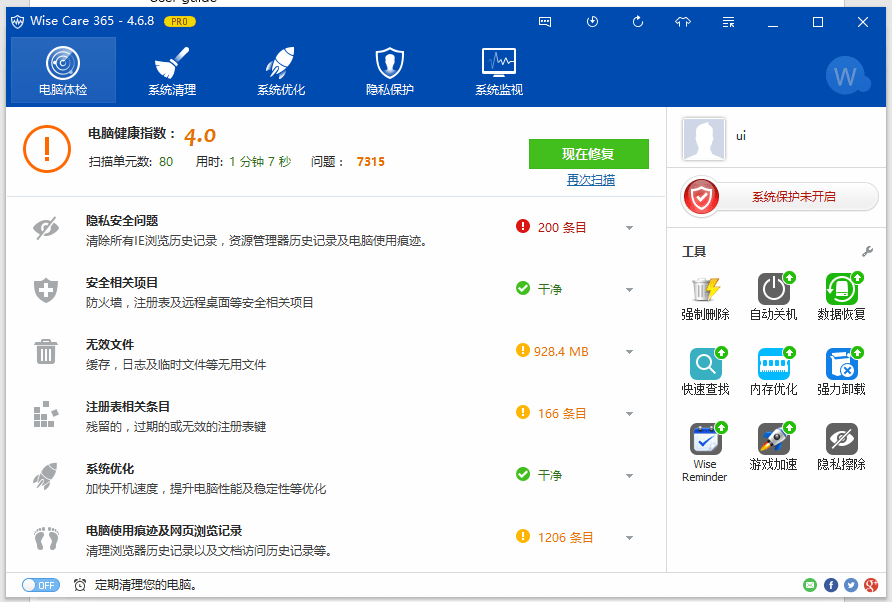 User guide
Wise Care 365 - 4.6.8 PRO
电脑体检
系统清理
系统优化
隐私保护
系统监视
W
电脑健康指数： 4.0
扫描单元数: 80 用时: 1 分钟 7 秒 问题： 7315
现在修复
再次扫描
隐私安全问题
清除所有IE浏览历史记录，资源管理器历史记录及电脑使用痕迹。
200 条目
安全相关项目
防火墙，注册表及远程桌面等安全相关项目
干净
无效文件
缓存，日志及临时文件等无用文件
928.4 MB
注册表相关条目
残留的，过期的或无效的注册表键
166 条目
系统优化
加快开机速度，提升电脑性能及稳定性等优化
干净
电脑使用痕迹及网页浏览记录
清理浏览器历史记录以及文档访问历史记录等。
1206 条目
ui
系统保护未开启
工具
强制删除
自动关机
数据恢复
快速查找
内存优化
强力卸载
Wise
Reminder
游戏加速
隐私擦除
OFF 定期清理您的电脑。